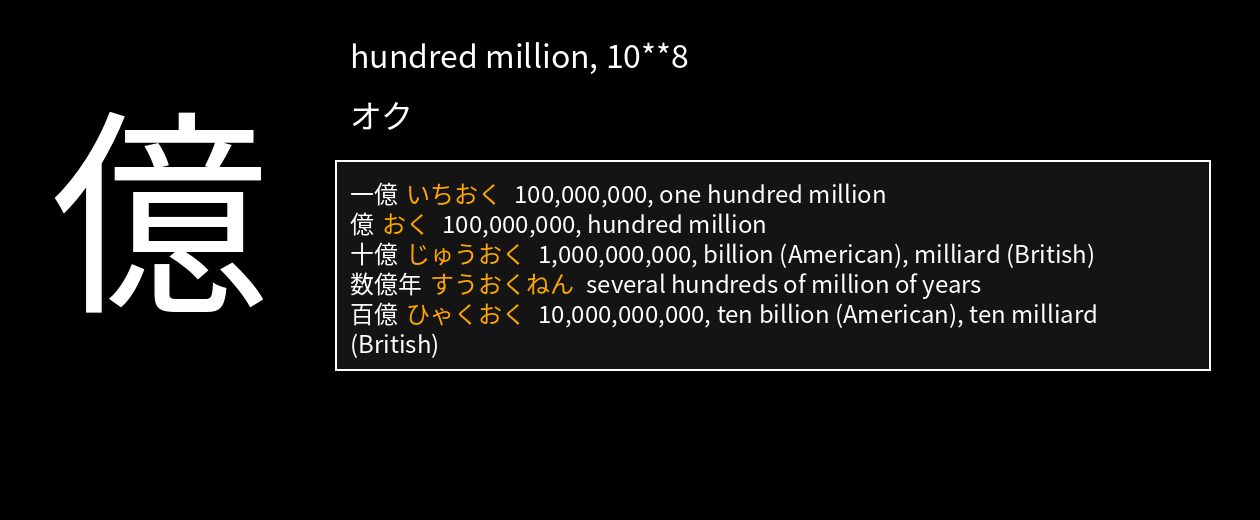 億
hundred million, 10**8
オク
一億 いちおく 100,000,000, one hundred million
億 おく 100,000,000, hundred million
十億 じゅうおく 1,000,000,000, billion (American), milliard (British)
数億年 すうおくねん several hundreds of million of years
百億 ひゃくおく 10,000,000,000, ten billion (American), ten milliard
(British)